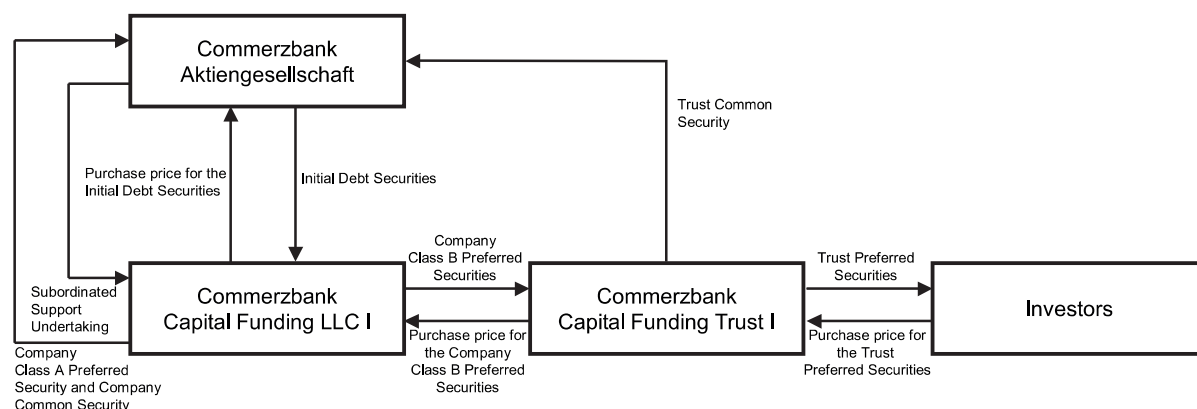 Commerzbank
Aktiengesellschaft
Trust Common
Security
Purchase price for the
Initial Debt Securities
Initial Debt Securities
Company
Class B Preferred
Securities
Trust Preferred
Securities
Subordinated
Support
Undertaking
Commerzbank
Capital Funding LLC I
Commerzbank
Capital Funding Trust I
Investors
Company
Class A Preferred
Security and Company
Common Security
Purchase price for
the Company
Class B Preferred
Securities
Purchase price for
the Trust
Preferred Securities